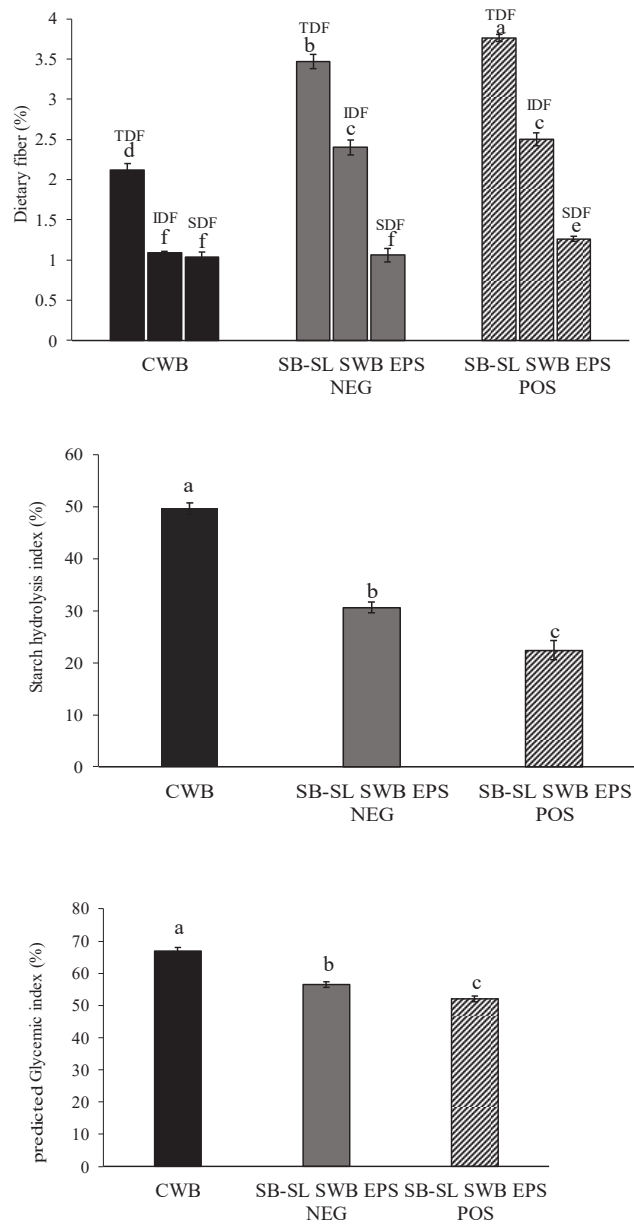 Dietary fiber (%)
4
3.5
3
2.5
2
1.5
1
0.5
0
TDF
d
IDF
f
SDF
f
TDF
b
IDF
c
SDF
f
TDF
a
IDF
c
SDF
e
CWB
SB-SL SWB EPS
NEG
SB-SL SWB EPS
POS
Starch hydrolysis index (%)
60
50
40
30
20
10
0
a
b
c
CWB
SB-SL SWB EPS
NEG
SB-SL SWB EPS
POS
predicted Glycemic index (%)
80
70
60
50
40
30
20
10
0
a
b
c
CWB
SB-SL SWB EPS
NEG
SB-SL SWB EPS
POS